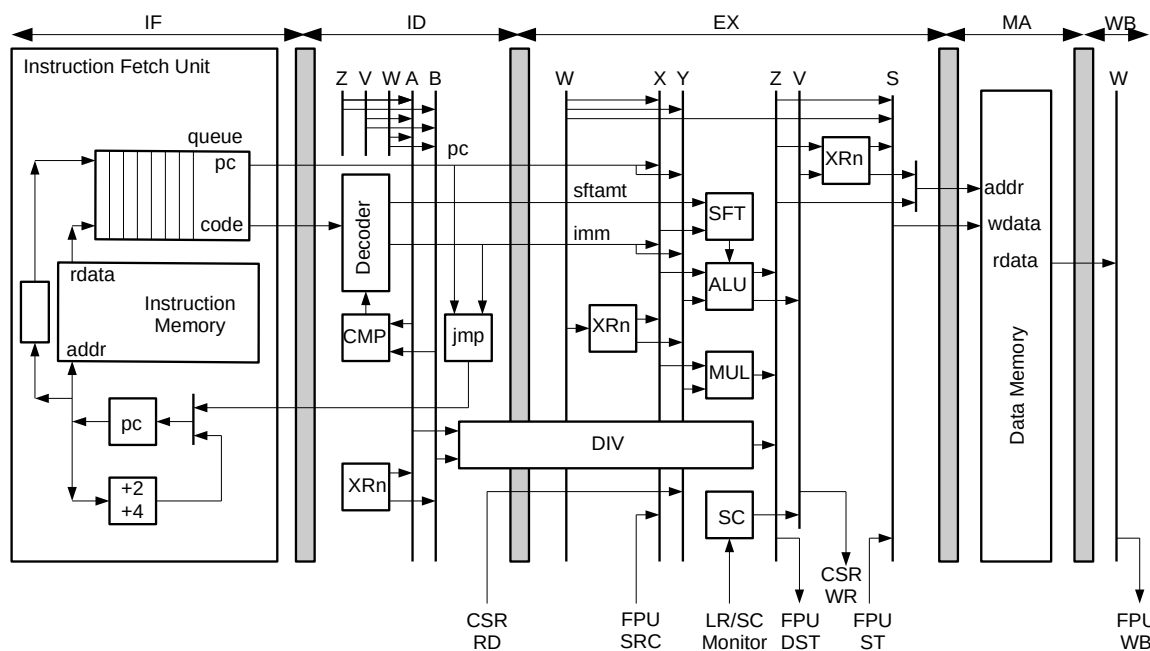 IF
ID
EX
MA
WB
Instruction Fetch Unit
Z V W A B
W
X Y
Z V
S
W
queue
pc
pc
XRn
sftamt
SFT
addr
code
Decoder
wdata
imm
rdata
rdata
ALU
Instruction
Memory
XRn
CMP
jmp
addr
MUL
Data Memory
pc
DIV
XRn
+2
+4
SC
CSR
WR
CSR
RD
FPU
SRC
LR/SC
Monitor
FPU
DST
FPU
ST
FPU
WB